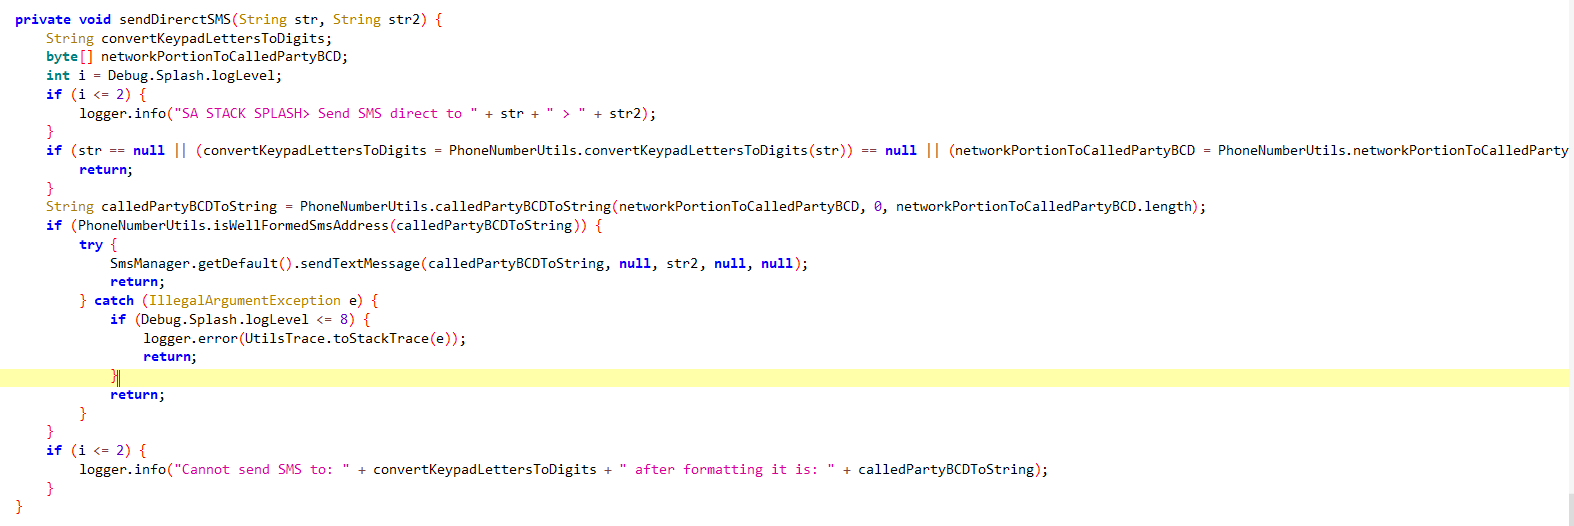 private void sendDirerctSMS(String str, String str2) {
String convertKeypadLettersToDigits;
byte[] networkPortionToCalledPartyBCD;
int i = Debug.Splash.logLevel;
if (i <= 2) {
logger.info("SA STACK SPLASH> Send SMS direct to " + str + " > " + str2);
}
if (str == null || (convertKeypadLettersToDigits = PhoneNumberUtils.convertKeypadLettersToDigits(str)) == null || (networkPortionToCalledPartyBCD = PhoneNumberUtils.networkPortionToCalledParty
return;
}
String calledPartyBCDToString = PhoneNumberUtils.calledPartyBCDToString(networkPortionToCalledPartyBCD, 0, networkPortionToCalledPartyBCD.length);
if (PhoneNumberUtils.isWellFormedSmsAddress(calledPartyBCDToString)) {
try {
SmsManager.getDefault().sendTextMessage(calledPartyBCDToString, null, str2, null, null);
return;
} catch (IllegalArgumentException e) {
if (Debug.Splash.logLevel <= 8) {
logger.error(UtilsTrace.toStackTrace(e));
return;
}
return;
}
}
if (i <= 2) {
logger.info("Cannot send SMS to: " + convertKeypadLettersToDigits + " after formatting it is: " + calledPartyBCDToString);
}
}